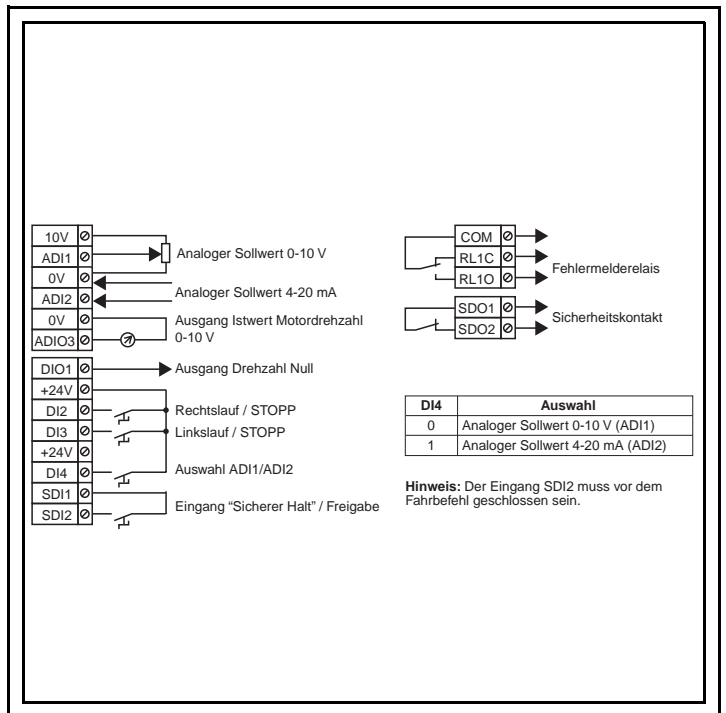 10V
ADI1
0V
ADI2
0V
ADIO3
Analoger Sollwert 0-10 V
Analoger Sollwert 4-20 mA
Ausgang Istwert Motordrehzahl
0-10 V
DIO1
+24V
DI2
DI3
+24V
DI4
SDI1
SDI2
Ausgang Drehzahl Null
Rechtslauf / STOPP
Linkslauf / STOPP
Auswahl ADI1/ADI2
Eingang “Sicherer Halt” / Freigabe
COM
RL1C
RL1O
Fehlermelderelais
SDO1
SDO2
Sicherheitskontakt
DI4 Auswahl
0 Analoger Sollwert 0-10 V (ADI1)
1 Analoger Sollwert 4-20 mA (ADI2)
Hinweis: Der Eingang SDI2 muss vor dem
Fahrbefehl geschlossen sein.